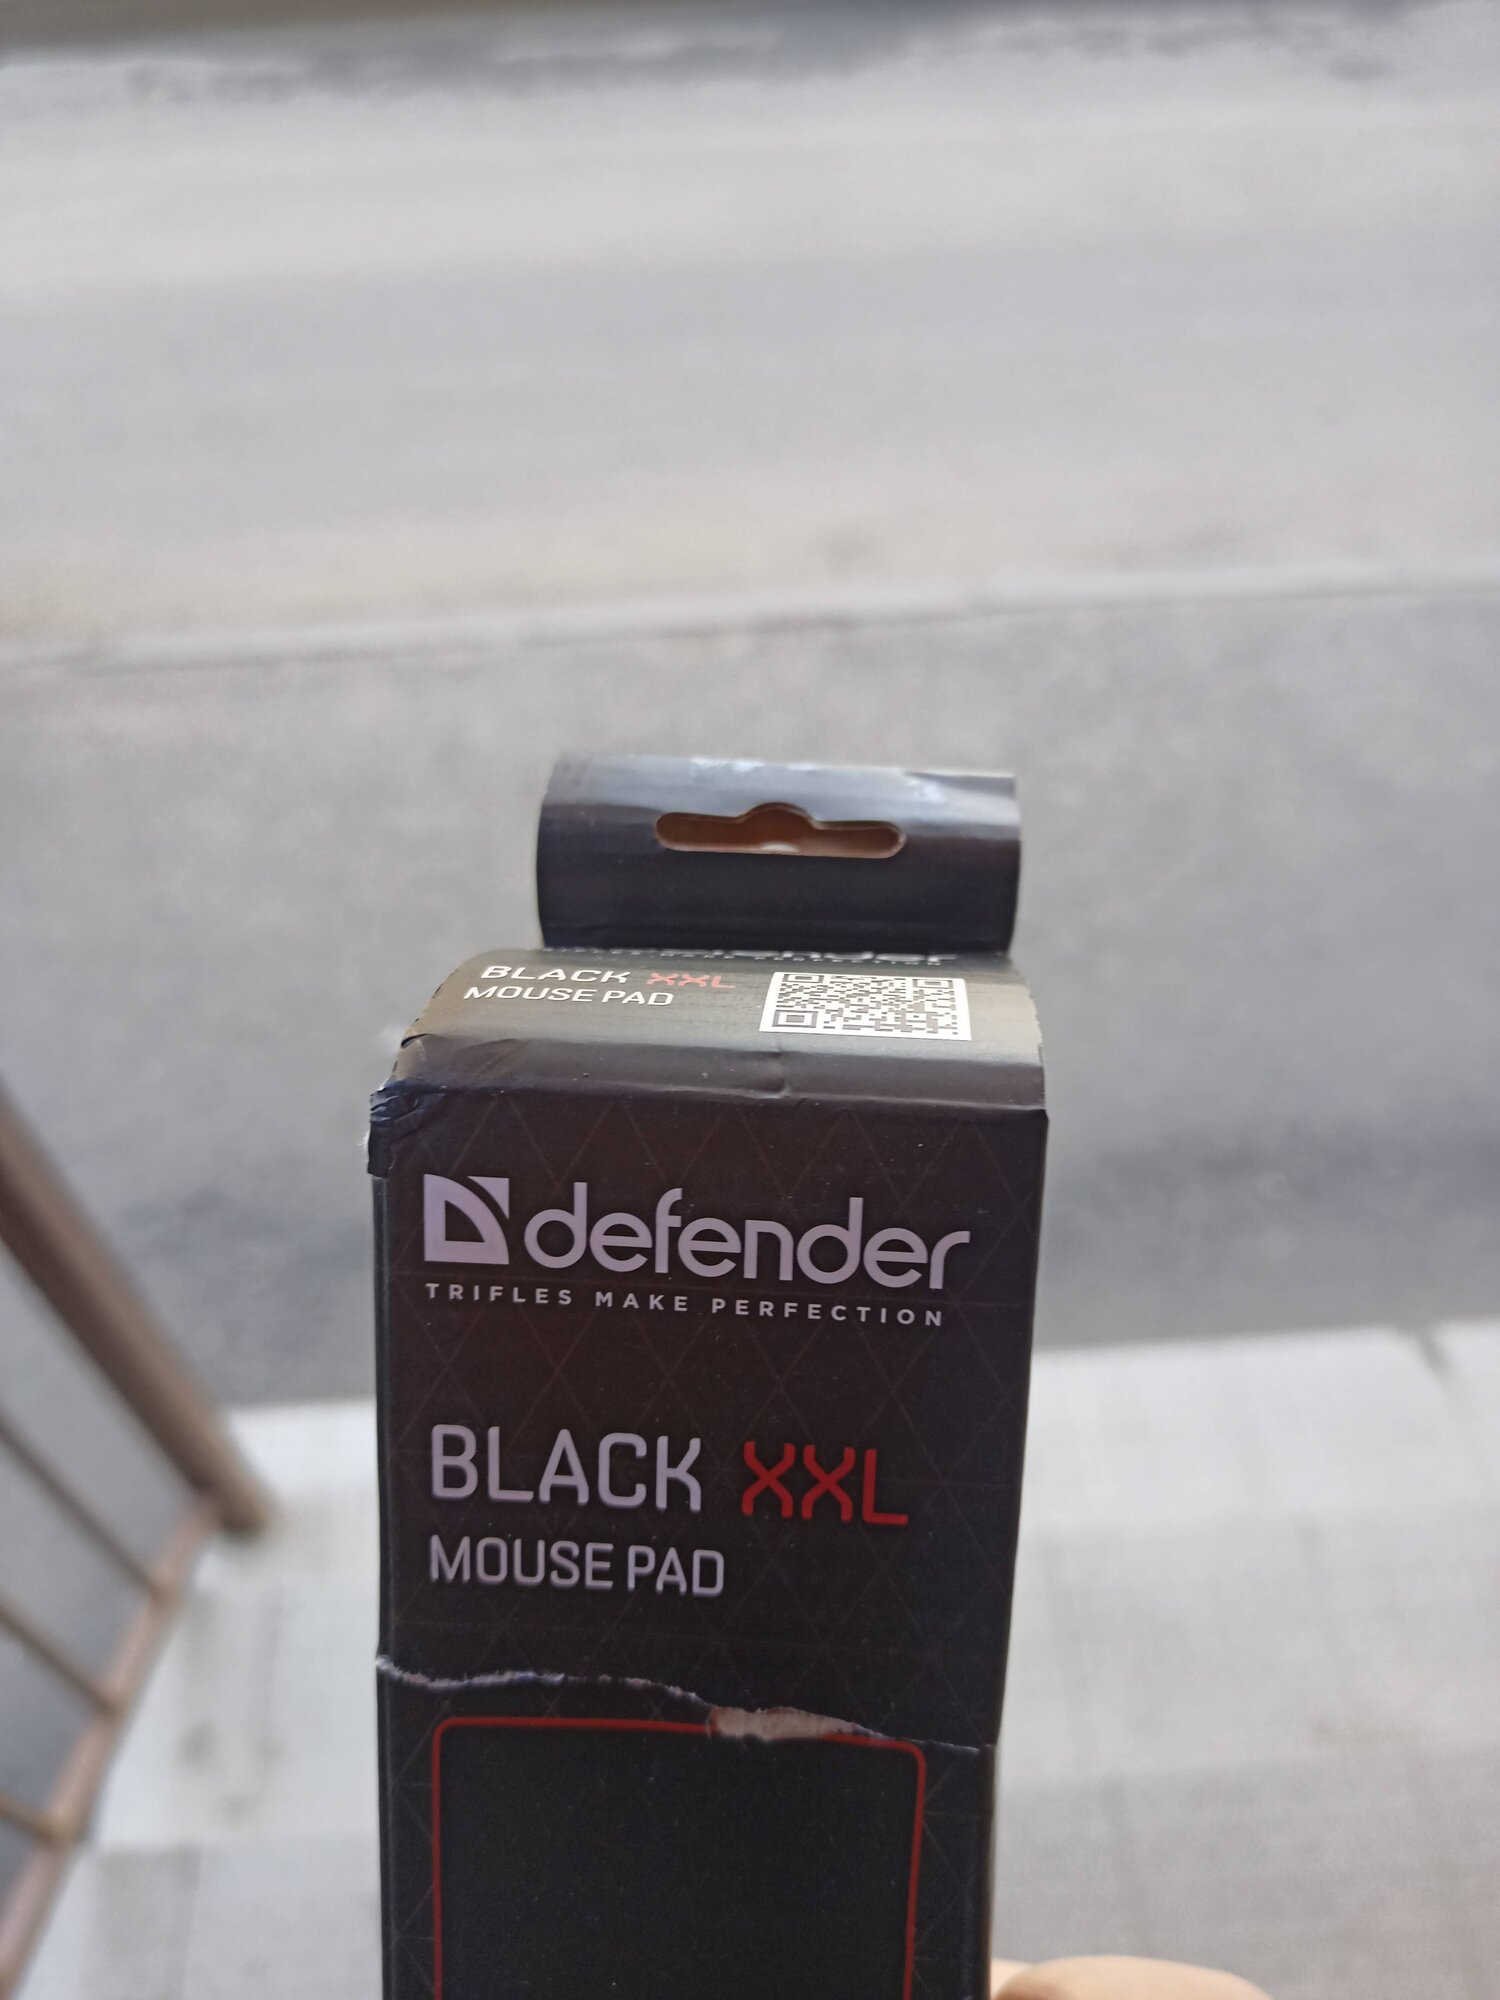 BLACK XXL
MOUSE PAD
defender
TRIFLES MAKE PERFECTION
BLACK XXL
MOUSE PAD